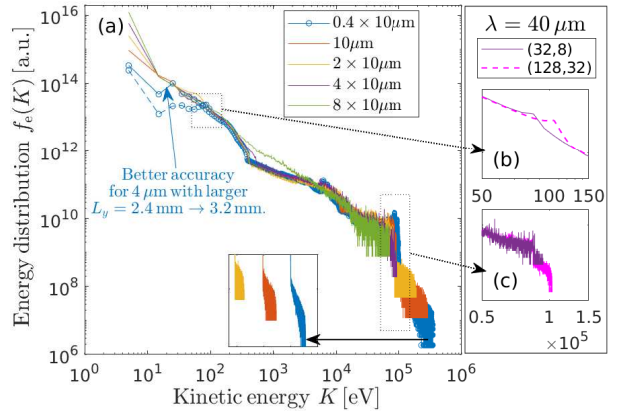 (a)
0.4 × 10μm
10μm
2 × 10μm
4 × 10μm
8 × 10μm
Better accuracy
for 4 μm with larger
L_y = 2.4 mm → 3.2 mm.
Energy distribution f_e(K) [a.u.]
10^16
10^14
10^12
10^10
10^8
10^6
10^0
10^1
10^2
10^3
10^4
10^5
10^6
Kinetic energy K [eV]
λ = 40 μm
(32,8)
(128,32)
(b)
50
100
150
(c)
0.5
1
1.5
× 10^5